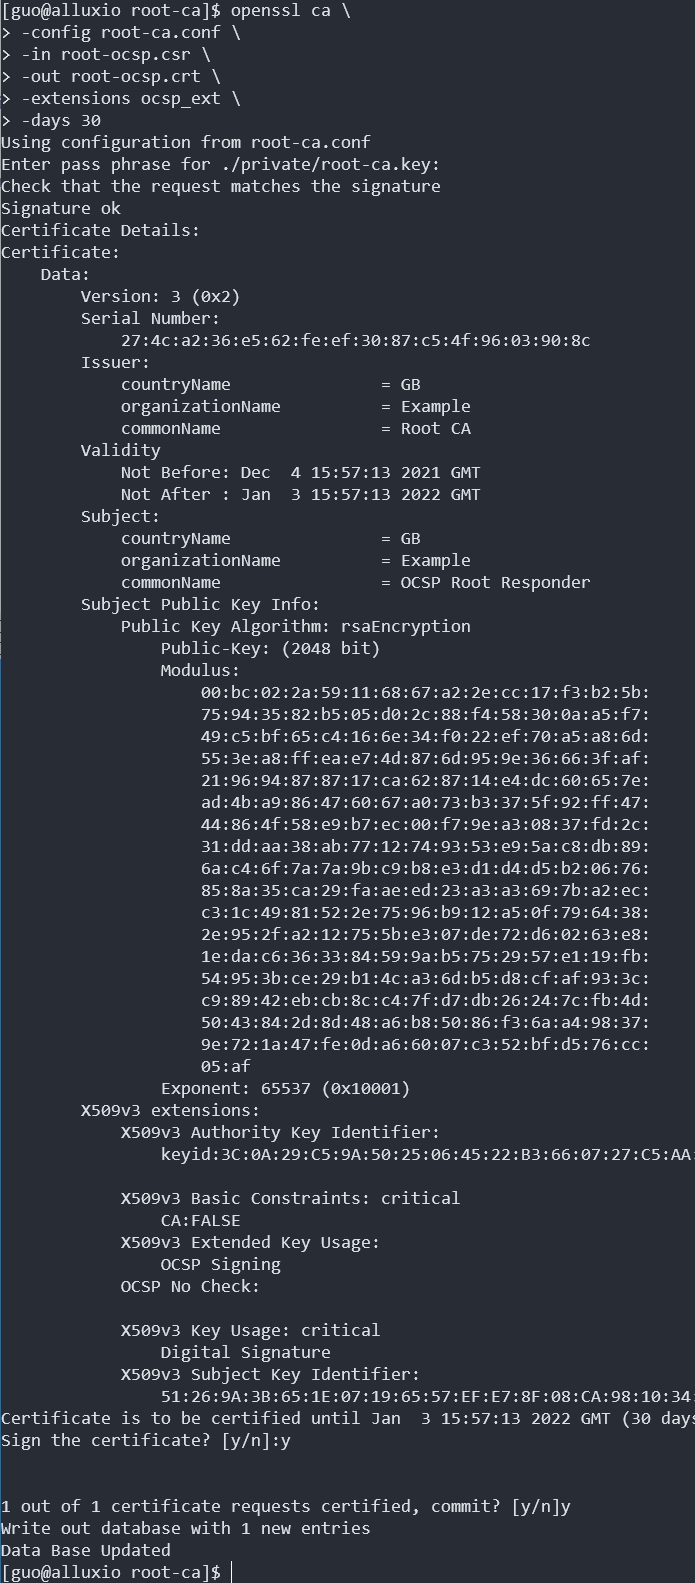 [guo@alluxio root-ca]$ openssl ca \
> -config root-ca.conf \
> -in root-ocsp.csr \
> -out root-ocsp.crt \
> -extensions ocsp_ext \
> -days 30
Using configuration from root-ca.conf
Enter pass phrase for ./private/root-ca.key:
Check that the request matches the signature
Signature ok
Certificate Details:
Certificate:
    Data:
        Version: 3 (0x2)
        Serial Number:
            27:4c:a2:36:e5:62:fe:ef:30:87:c5:4f:96:03:90:8c
        Issuer:
            countryName               = GB
            organizationName          = Example
            commonName                = Root CA
        Validity
            Not Before: Dec  4 15:57:13 2021 GMT
            Not After : Jan  3 15:57:13 2022 GMT
        Subject:
            countryName               = GB
            organizationName          = Example
            commonName                = OCSP Root Responder
        Subject Public Key Info:
            Public Key Algorithm: rsaEncryption
                Public-Key: (2048 bit)
                Modulus:
                    00:bc:02:2a:59:11:68:67:a2:2e:cc:17:f3:b2:5b:
                    75:94:35:82:b5:05:d0:2c:88:f4:58:30:0a:a5:f7:
                    49:c5:bf:65:c4:16:6e:34:f0:22:ef:70:a5:a8:6d:
                    55:3e:a8:ff:ea:e7:4d:87:6d:95:9e:36:66:3f:af:
                    21:96:94:87:87:17:ca:62:87:14:e4:dc:60:65:7e:
                    ad:4b:a9:86:47:60:67:a0:73:b3:37:5f:92:ff:47:
                    44:86:4f:58:e9:b7:ec:00:f7:9e:a3:08:37:fd:2c:
                    31:dd:aa:38:ab:77:12:74:93:53:e9:5a:c8:db:89:
                    6a:c4:6f:7a:7a:9b:c9:b8:e3:d1:d4:d5:b2:06:76:
                    85:8a:35:ca:29:fa:ae:ed:23:a3:a3:69:7b:a2:ec:
                    c3:1c:49:81:52:2e:75:96:b9:12:a5:0f:79:64:38:
                    2e:95:2f:a2:12:75:5b:e3:07:de:72:d6:02:63:e8:
                    1e:da:c6:36:33:84:59:9a:b5:75:29:57:e1:19:fb:
                    54:95:3b:ce:29:b1:4c:a3:6d:b5:d8:cf:af:93:3c:
                    c9:89:42:eb:cb:8c:c4:7f:d7:db:26:24:7c:fb:4d:
                    50:43:84:2d:8d:48:a6:b8:50:86:f3:6a:a4:98:37:
                    9e:72:1a:47:fe:0d:a6:60:07:c3:52:bf:d5:76:cc:
                    05:af
                Exponent: 65537 (0x10001)
        X509v3 extensions:
            X509v3 Authority Key Identifier:
                keyid:3C:0A:29:C5:9A:50:25:06:45:22:B3:66:07:27:C5:AA:
            X509v3 Basic Constraints: critical
                CA:FALSE
            X509v3 Extended Key Usage:
                OCSP Signing
            OCSP No Check:
            X509v3 Key Usage: critical
                Digital Signature
            X509v3 Subject Key Identifier:
                51:26:9A:3B:65:1E:07:19:65:57:EF:E7:8F:08:CA:98:10:34:
Certificate is to be certified until Jan  3 15:57:13 2022 GMT (30 days
Sign the certificate? [y/n]:y
1 out of 1 certificate requests certified, commit? [y/n]y
Write out database with 1 new entries
Data Base Updated
[guo@alluxio root-ca]$